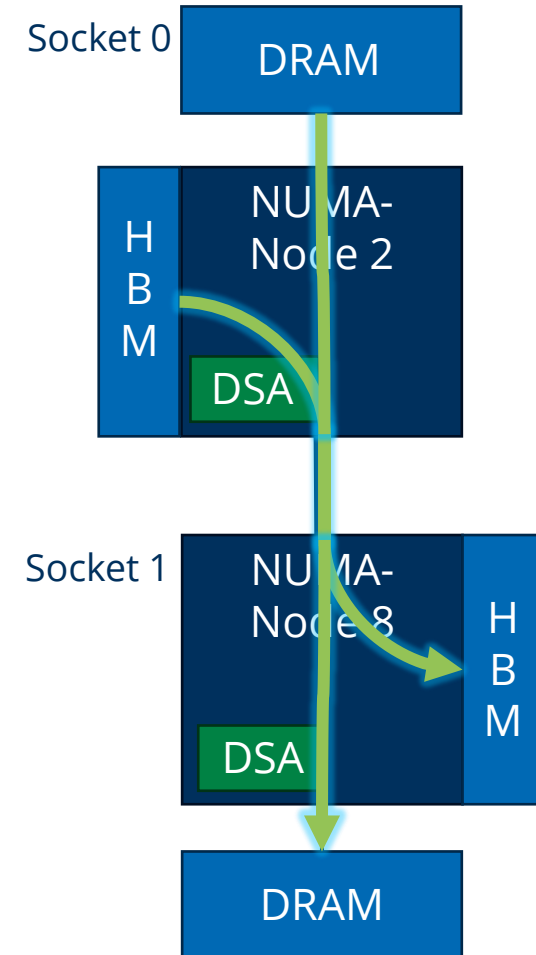 Socket 0
DRAM
NUMA-
Node 2
H
B
M
DSA
Socket 1
NUMA-
Node 8
H
B
M
DSA
DRAM